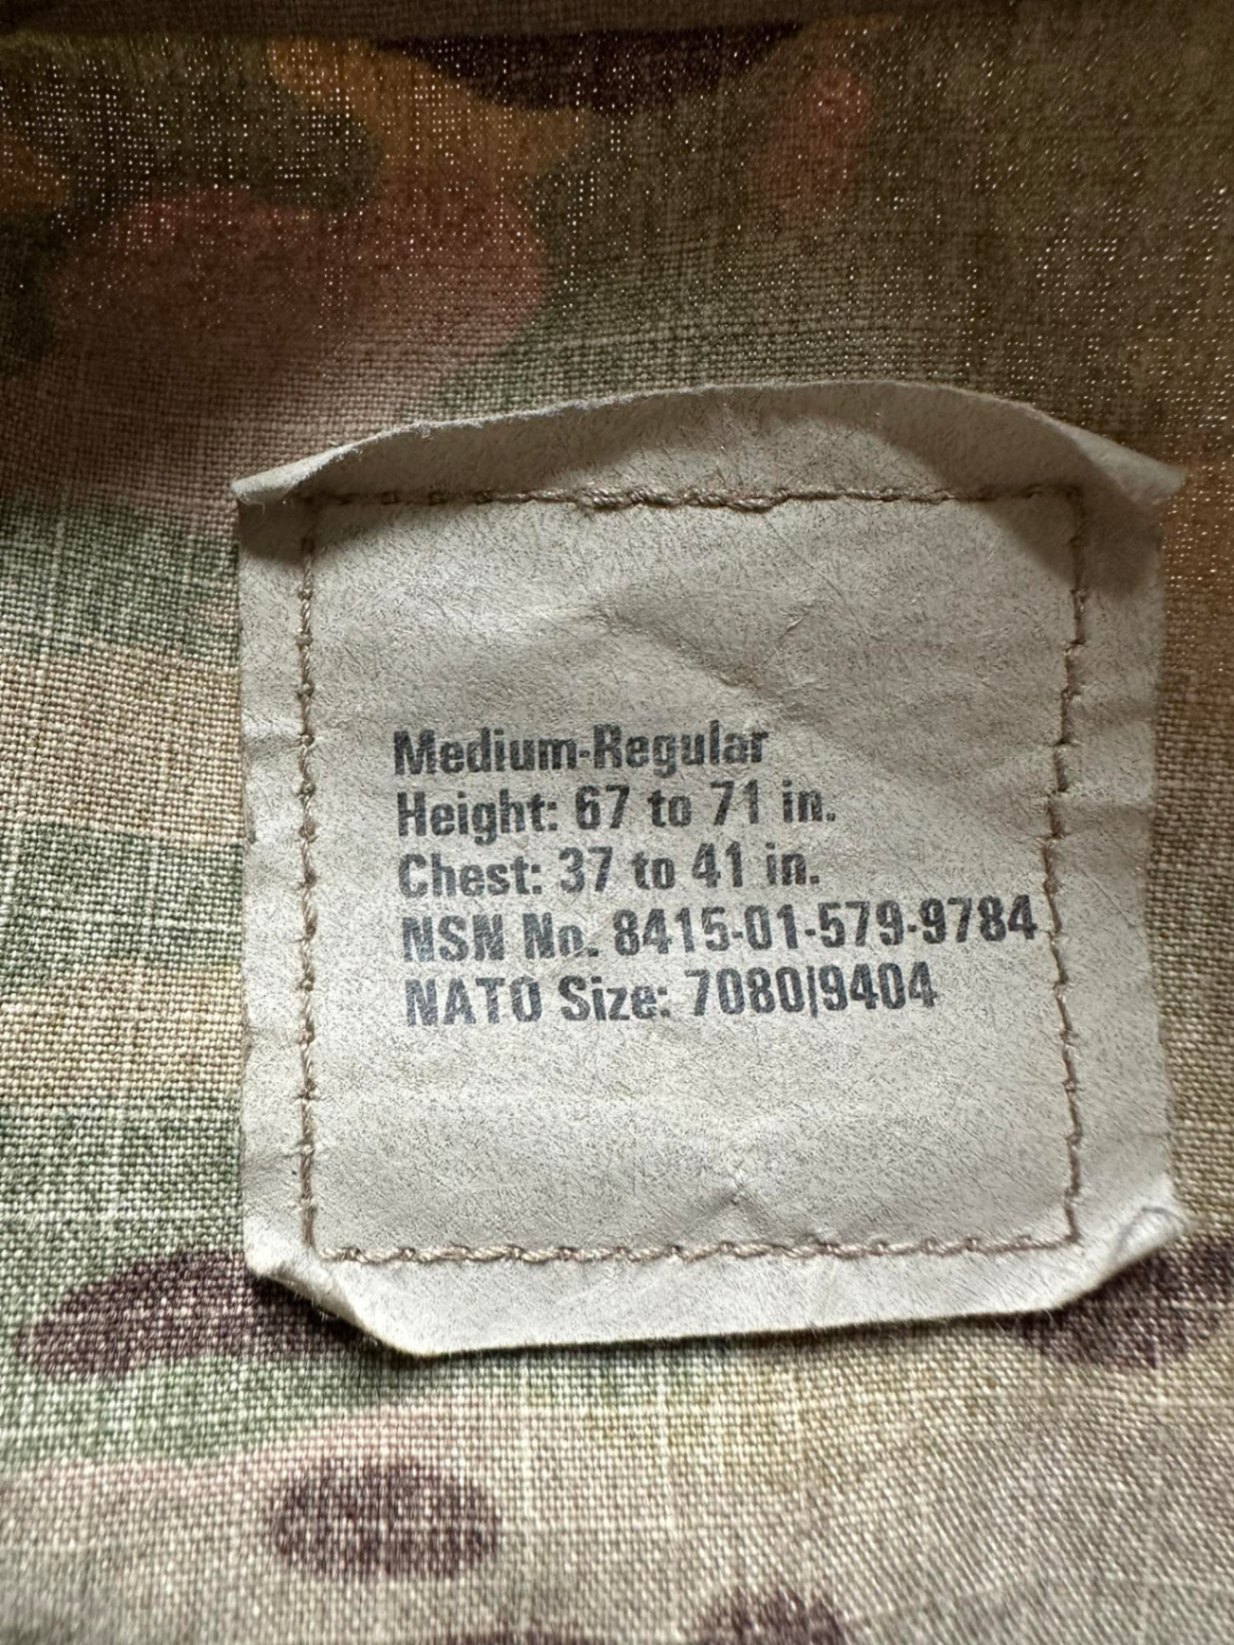 Medium-Regular
Height: 67 to 71 in.
Chest: 37 to 41 in.
NSN No. 8415-01-579-9784
NATO Size: 7080|9404